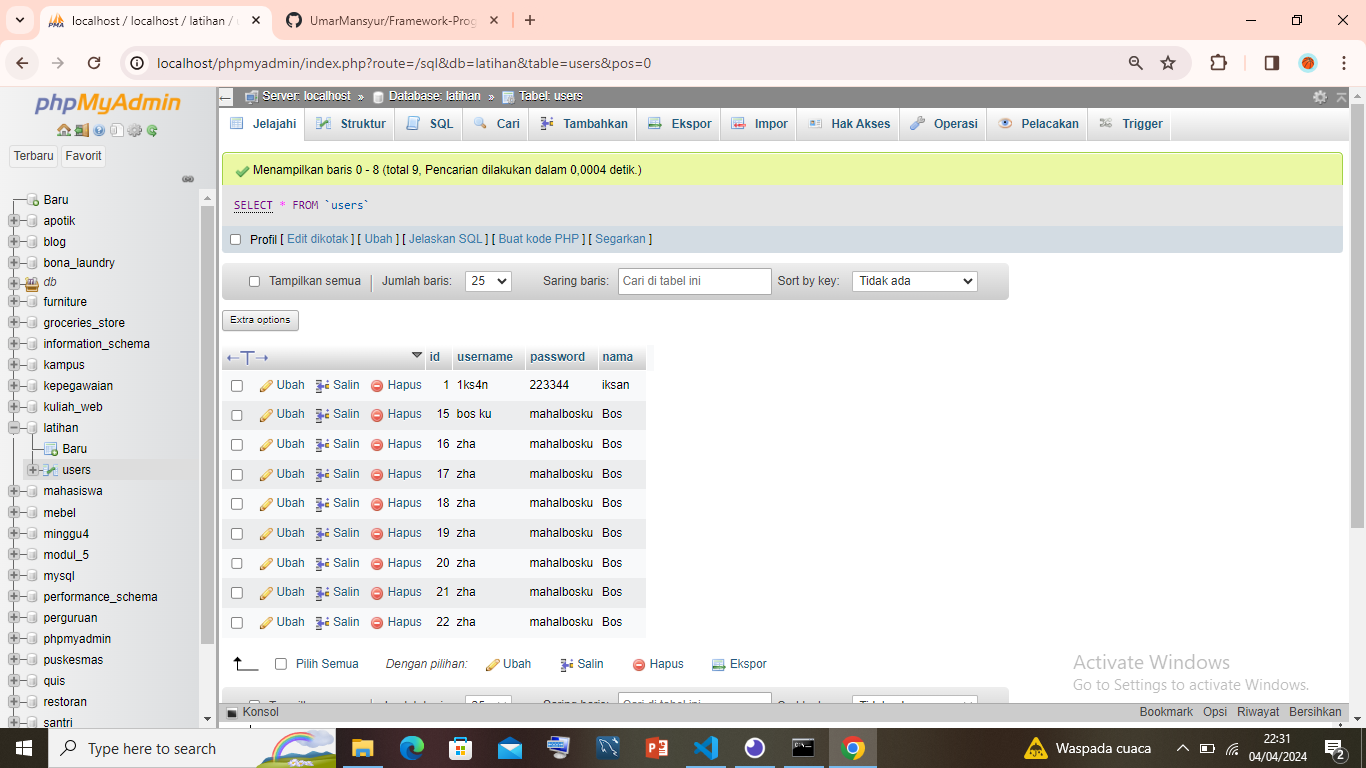 localhost / localhost / latihan / u
UmarMansyur/Framework-Prog
localhost/phpmyadmin/index.php?route=/sql&db=latihan&table=users&pos=0
phpMyAdmin
Terbaru Favorit
Baru
apotik
blog
bona_laundry
db
furniture
groceries_store
information_schema
kampus
kepegawaian
kuliah_web
latihan
Baru
users
mahasiswa
mebel
minggu4
modul_5
mysql
performance_schema
perguruan
phpmyadmin
puskesmas
quis
restoran
santri
Server: localhost » Database: latihan » Tabel: users
Jelajahi Struktur SQL Cari Tambahkan Ekspor Impor Hak Akses Operasi Pelacakan Trigger
Menampilkan baris 0 - 8 (total 9, Pencarian dilakukan dalam 0,0004 detik.)
SELECT * FROM `users`
Profil [ Edit dikotak ] [ Ubah ] [ Jelaskan SQL ] [ Buat kode PHP ] [ Segarkan ]
Tampilkan semua Jumlah baris: 25 Saring baris: Cari di tabel ini Sort by key: Tidak ada
Extra options
←T→ id username password nama
Ubah Salin Hapus 1 1ks4n 223344 iksan
Ubah Salin Hapus 15 bos ku mahalbosku Bos
Ubah Salin Hapus 16 zha mahalbosku Bos
Ubah Salin Hapus 17 zha mahalbosku Bos
Ubah Salin Hapus 18 zha mahalbosku Bos
Ubah Salin Hapus 19 zha mahalbosku Bos
Ubah Salin Hapus 20 zha mahalbosku Bos
Ubah Salin Hapus 21 zha mahalbosku Bos
Ubah Salin Hapus 22 zha mahalbosku Bos
Pilih Semua Dengan pilihan: Ubah Salin Hapus Ekspor
Activate Windows
Go to Settings to activate Windows.
Konsol Bookmark Opsi Riwayat Bersihkan
Type here to search
Waspada cuaca
22:31
04/04/2024
2